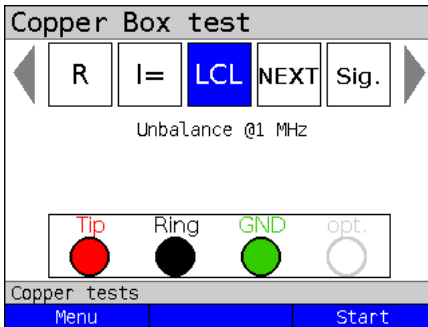 Copper Box test
R I= LCL NEXT Sig.
Unbalance @1 MHz
Tip Ring GND opt.
Copper tests
Menu Start